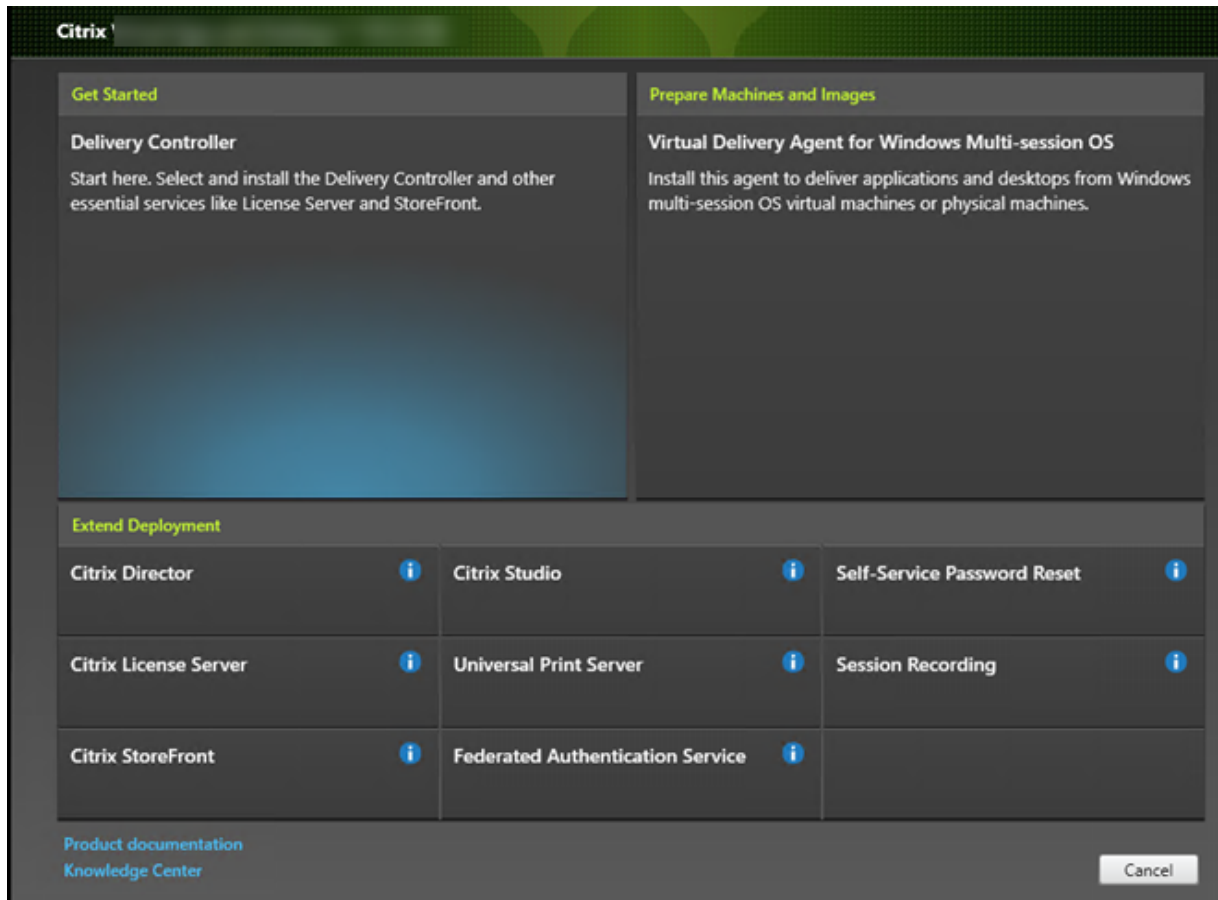 Citrix
Get Started
Delivery Controller
Start here. Select and install the Delivery Controller and other
essential services like License Server and StoreFront.
Prepare Machines and Images
Virtual Delivery Agent for Windows Multi-session OS
Install this agent to deliver applications and desktops from Windows
multi-session OS virtual machines or physical machines.
Extend Deployment
Citrix Director
Citrix Studio
Self-Service Password Reset
Citrix License Server
Universal Print Server
Session Recording
Citrix StoreFront
Federated Authentication Service
Product documentation
Knowledge Center
Cancel